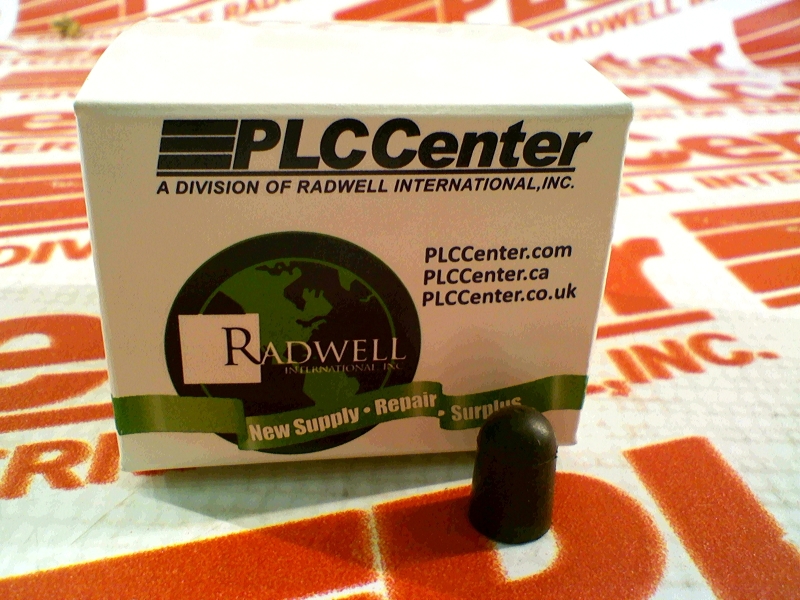 PLCCenter
A DIVISION OF RADWELL INTERNATIONAL, INC.
PLCCenter.com
PLCCenter.ca
PLCCenter.co.uk
RADWELL
INTERNATIONAL, INC.
New Supply • Repair • Surplus